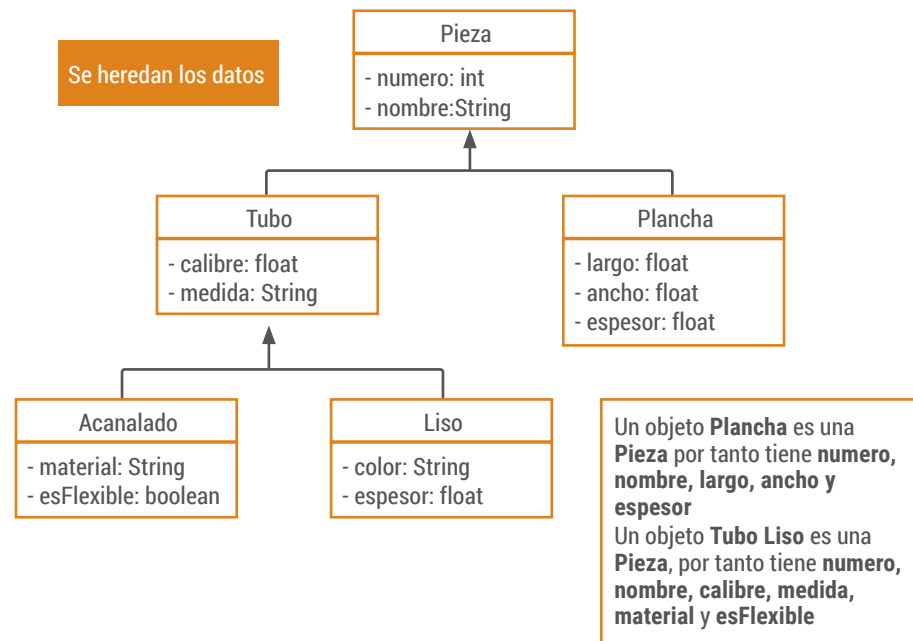 Pieza
Se heredan los datos
- numero: int
- nombre:String
Tubo
Plancha
- calibre: float
- medida: String
- largo: float
- ancho: float
- espesor: float
Acanalado
Liso
- material: String
- esFlexible: boolean
- color: String
- espesor: float
Un objeto Plancha es una
Pieza por tanto tiene numero,
nombre, largo, ancho y
espesor
Un objeto Tubo Liso es una
Pieza, por tanto tiene numero,
nombre, calibre, medida,
material y esFlexible